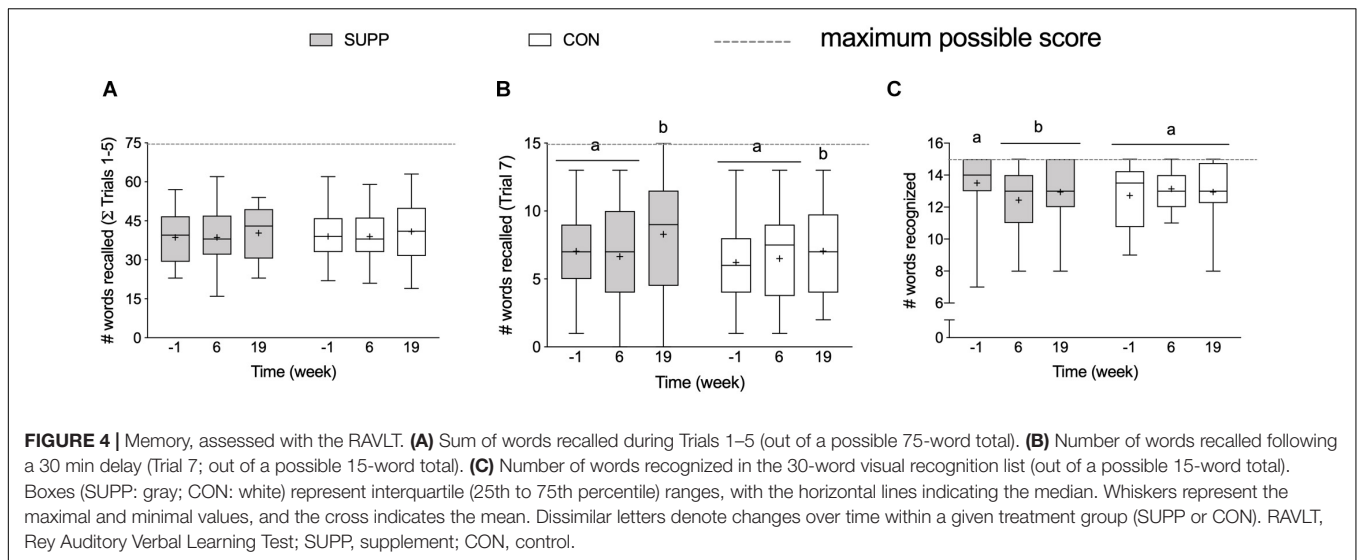 SUPP CON maximum possible score
A
# words recalled (Σ Trials 1-5)
75
60
45
30
15
0
-1 6 19 -1 6 19
Time (week)
B
# words recalled (Trial 7)
15
10
5
0
a b a b
-1 6 19 -1 6 19
Time (week)
C
# words recognized
16
14
12
10
8
6
0
a b a
-1 6 19 -1 6 19
Time (week)
FIGURE 4 | Memory, assessed with the RAVLT. (A) Sum of words recalled during Trials 1–5 (out of a possible 75-word total). (B) Number of words recalled following
a 30 min delay (Trial 7; out of a possible 15-word total). (C) Number of words recognized in the 30-word visual recognition list (out of a possible 15-word total).
Boxes (SUPP: gray; CON: white) represent interquartile (25th to 75th percentile) ranges, with the horizontal lines indicating the median. Whiskers represent the
maximal and minimal values, and the cross indicates the mean. Dissimilar letters denote changes over time within a given treatment group (SUPP or CON). RAVLT,
Rey Auditory Verbal Learning Test; SUPP, supplement; CON, control.